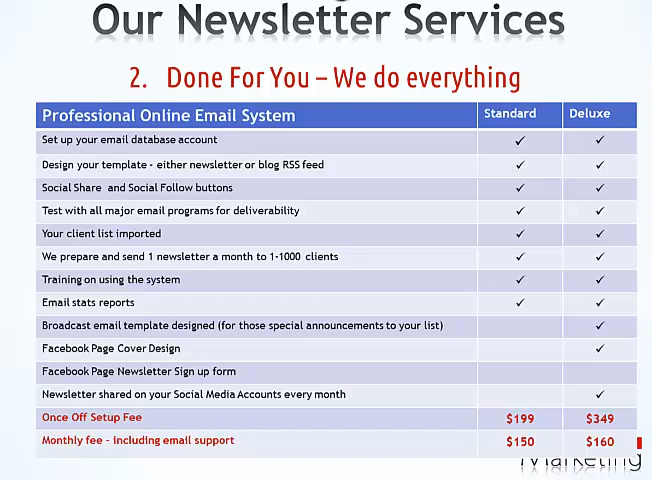 Our Newsletter Services
2. Done For You – We do everything
Professional Online Email System Standard Deluxe
Set up your email database account ✓ ✓
Design your template - either newsletter or blog RSS feed ✓ ✓
Social Share and Social Follow buttons ✓ ✓
Test with all major email programs for deliverability ✓ ✓
Your client list imported ✓ ✓
We prepare and send 1 newsletter a month to 1-1000 clients ✓ ✓
Training on using the system ✓ ✓
Email stats reports ✓ ✓
Broadcast email template designed (for those special announcements to your list) ✓
Facebook Page Cover Design ✓
Facebook Page Newsletter Sign up form
Newsletter shared on your Social Media Accounts every month ✓
Once Off Setup Fee $199 $349
Monthly fee - including email support $150 $160
Marketing